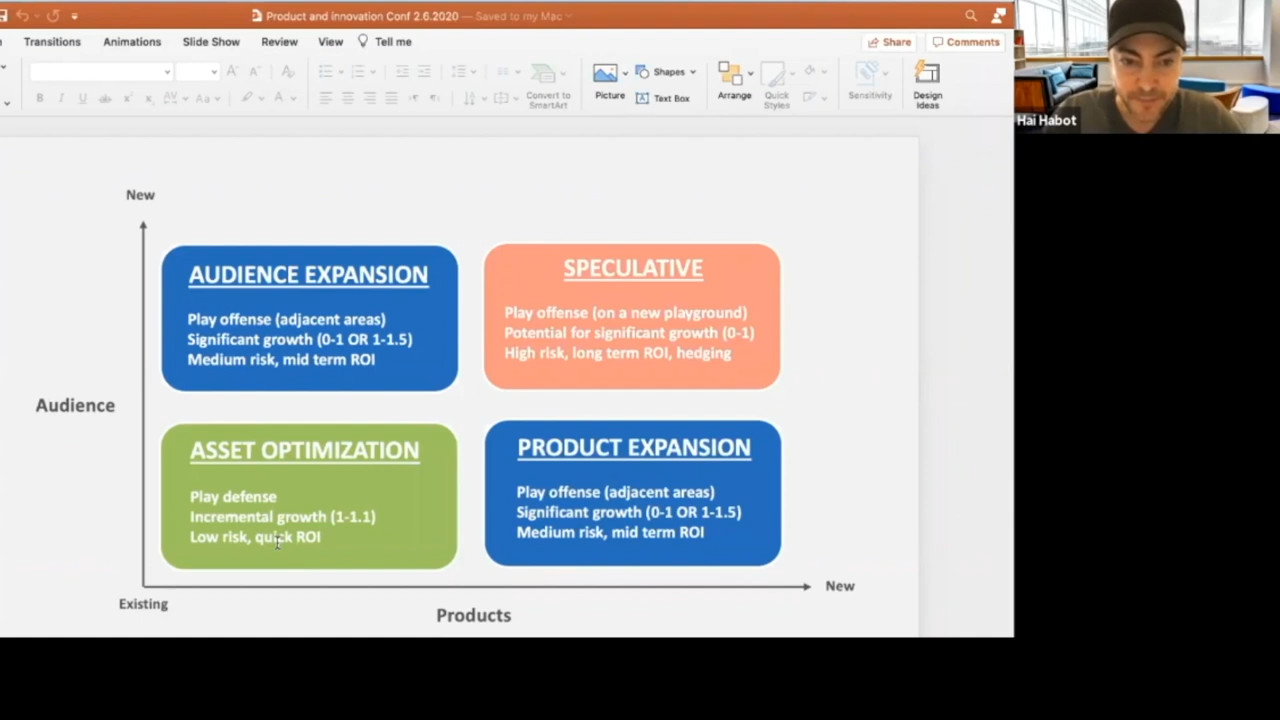 Product and innovation Conf 2.6.2020 — Saved to my Mac
Transitions Animations Slide Show Review View Tell me Share Comments
Convert to SmartArt
Picture
Shapes
Text Box
Arrange
Quick Styles
Sensitivity
Design Ideas
Hai Habot
New
AUDIENCE EXPANSION
Play offense (adjacent areas)
Significant growth (0-1 OR 1-1.5)
Medium risk, mid term ROI
SPECULATIVE
Play offense (on a new playground)
Potential for significant growth (0-1)
High risk, long term ROI, hedging
Audience
ASSET OPTIMIZATION
Play defense
Incremental growth (1-1.1)
Low risk, quick ROI
PRODUCT EXPANSION
Play offense (adjacent areas)
Significant growth (0-1 OR 1-1.5)
Medium risk, mid term ROI
New
Existing
Products